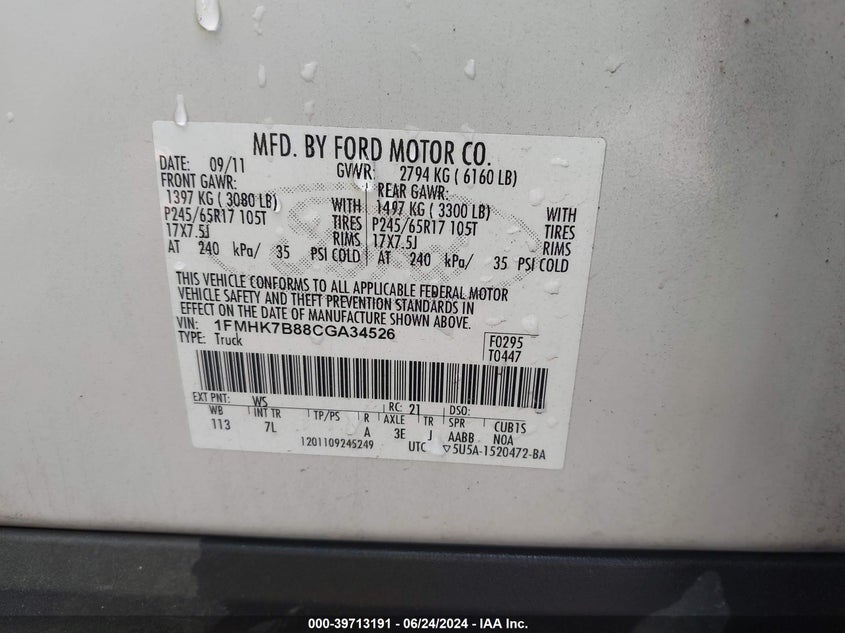 MFD. BY FORD MOTOR CO.
DATE: 09/11 GVWR: 2794 KG ( 6160 LB)
FRONT GAWR: REAR GAWR:
1397 KG ( 3080 LB) WITH 1497 KG ( 3300 LB) WITH
P245/65R17 105T TIRES P245/65R17 105T TIRES
17X7.5J RIMS 17X7.5J RIMS
AT 240 kPa/ 35 PSI COLD AT 240 kPa/ 35 PSI COLD
THIS VEHICLE CONFORMS TO ALL APPLICABLE FEDERAL MOTOR
VEHICLE SAFETY AND THEFT PREVENTION STANDARDS IN
EFFECT ON THE DATE OF MANUFACTURE SHOWN ABOVE.
VIN: 1FMHK7B88CGA34526 F0295
TYPE: Truck T0447
EXT PNT: WS RC: 21 DSO:
WB INT TR TP/PS R AXLE TR SPR CUB1S
113 7L A 3E J AABB NOA
1201109245249 UTC ▽5U5A-1520472-BA
000-39713191 / 06/24/2024 - IAA Inc.